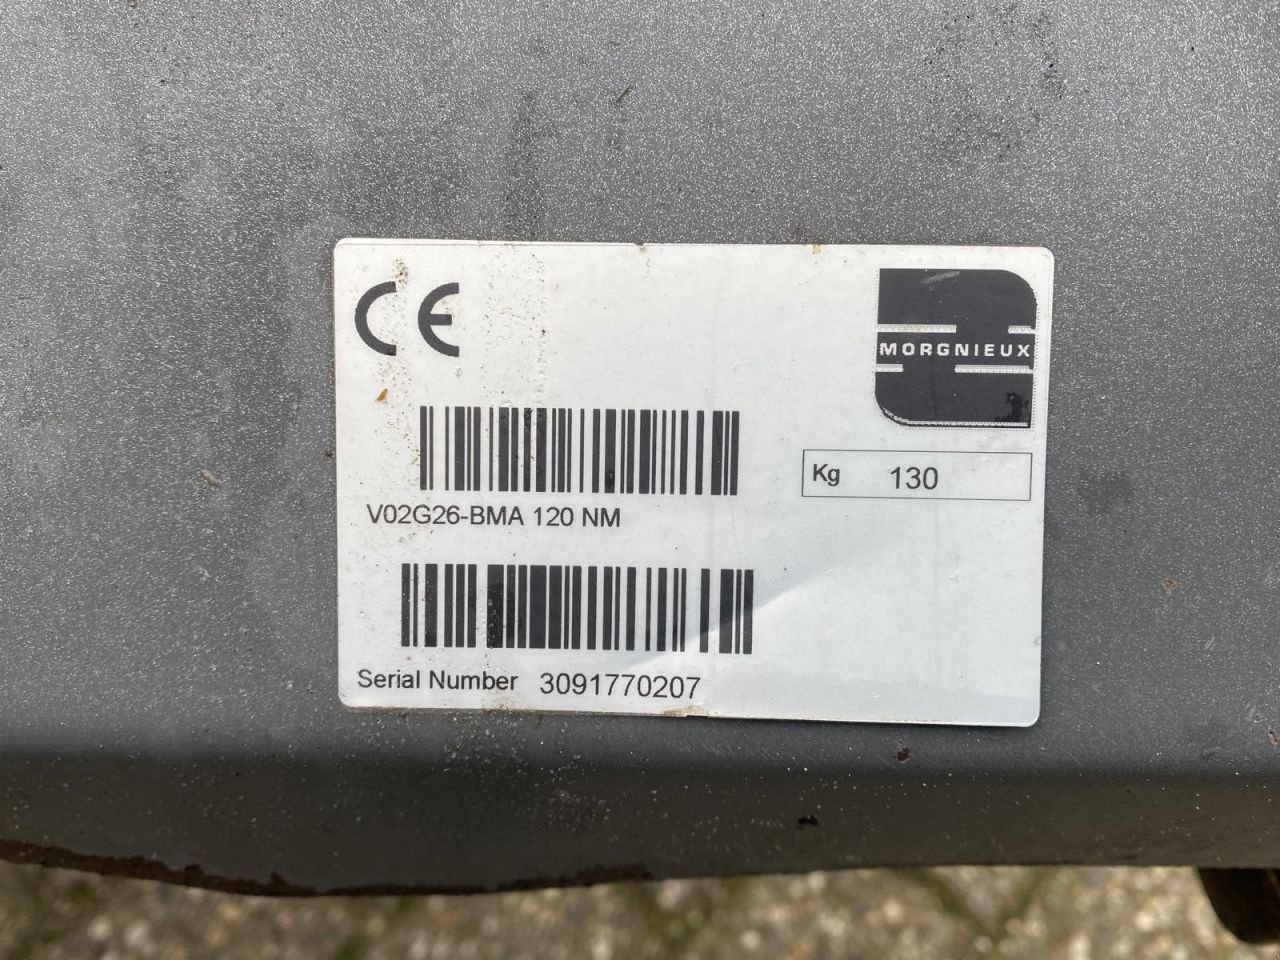 CE
MORGNIEUX
Kg 130
V02G26-BMA 120 NM
Serial Number 3091770207